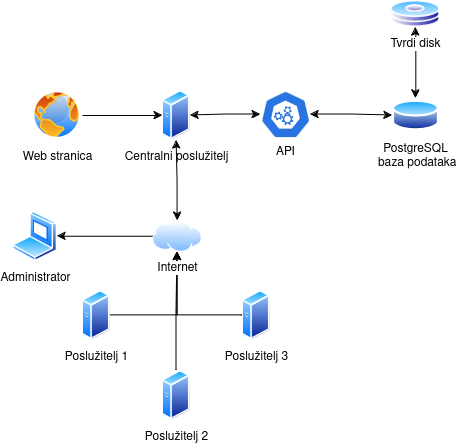 Tvrdi disk
Web stranica
Centralni poslužitelj
API
PostgreSQL
baza podataka
Internet
Administrator
Poslužitelj 1
Poslužitelj 3
Poslužitelj 2